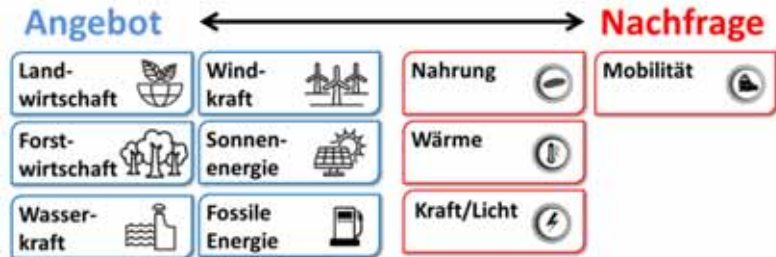 Angebot
Nachfrage
Land-
wirtschaft
Wind-
kraft
Nahrung
Mobilität
Forst-
wirtschaft
Sonnen-
energie
Wärme
Wasser-
kraft
Fossile
Energie
Kraft/Licht